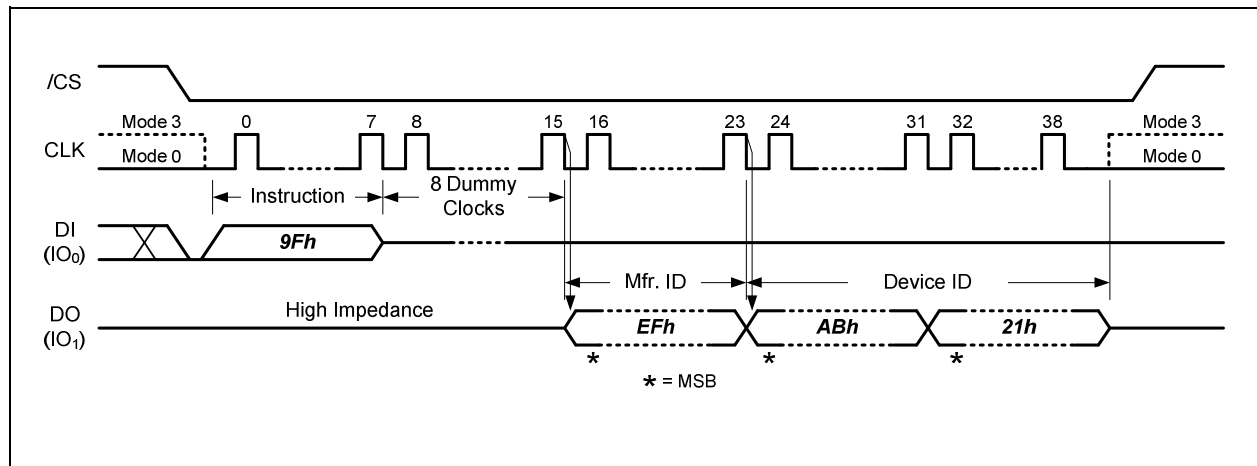 /CS
Mode 3 0 7 8 15 16 23 24 31 32 38 Mode 3
CLK Mode 0 Mode 0
Instruction 8 Dummy
Clocks
DI
(IO₀) 9Fh
Mfr. ID Device ID
High Impedance
DO
(IO₁) EFh ABh 21h
* * *
* = MSB